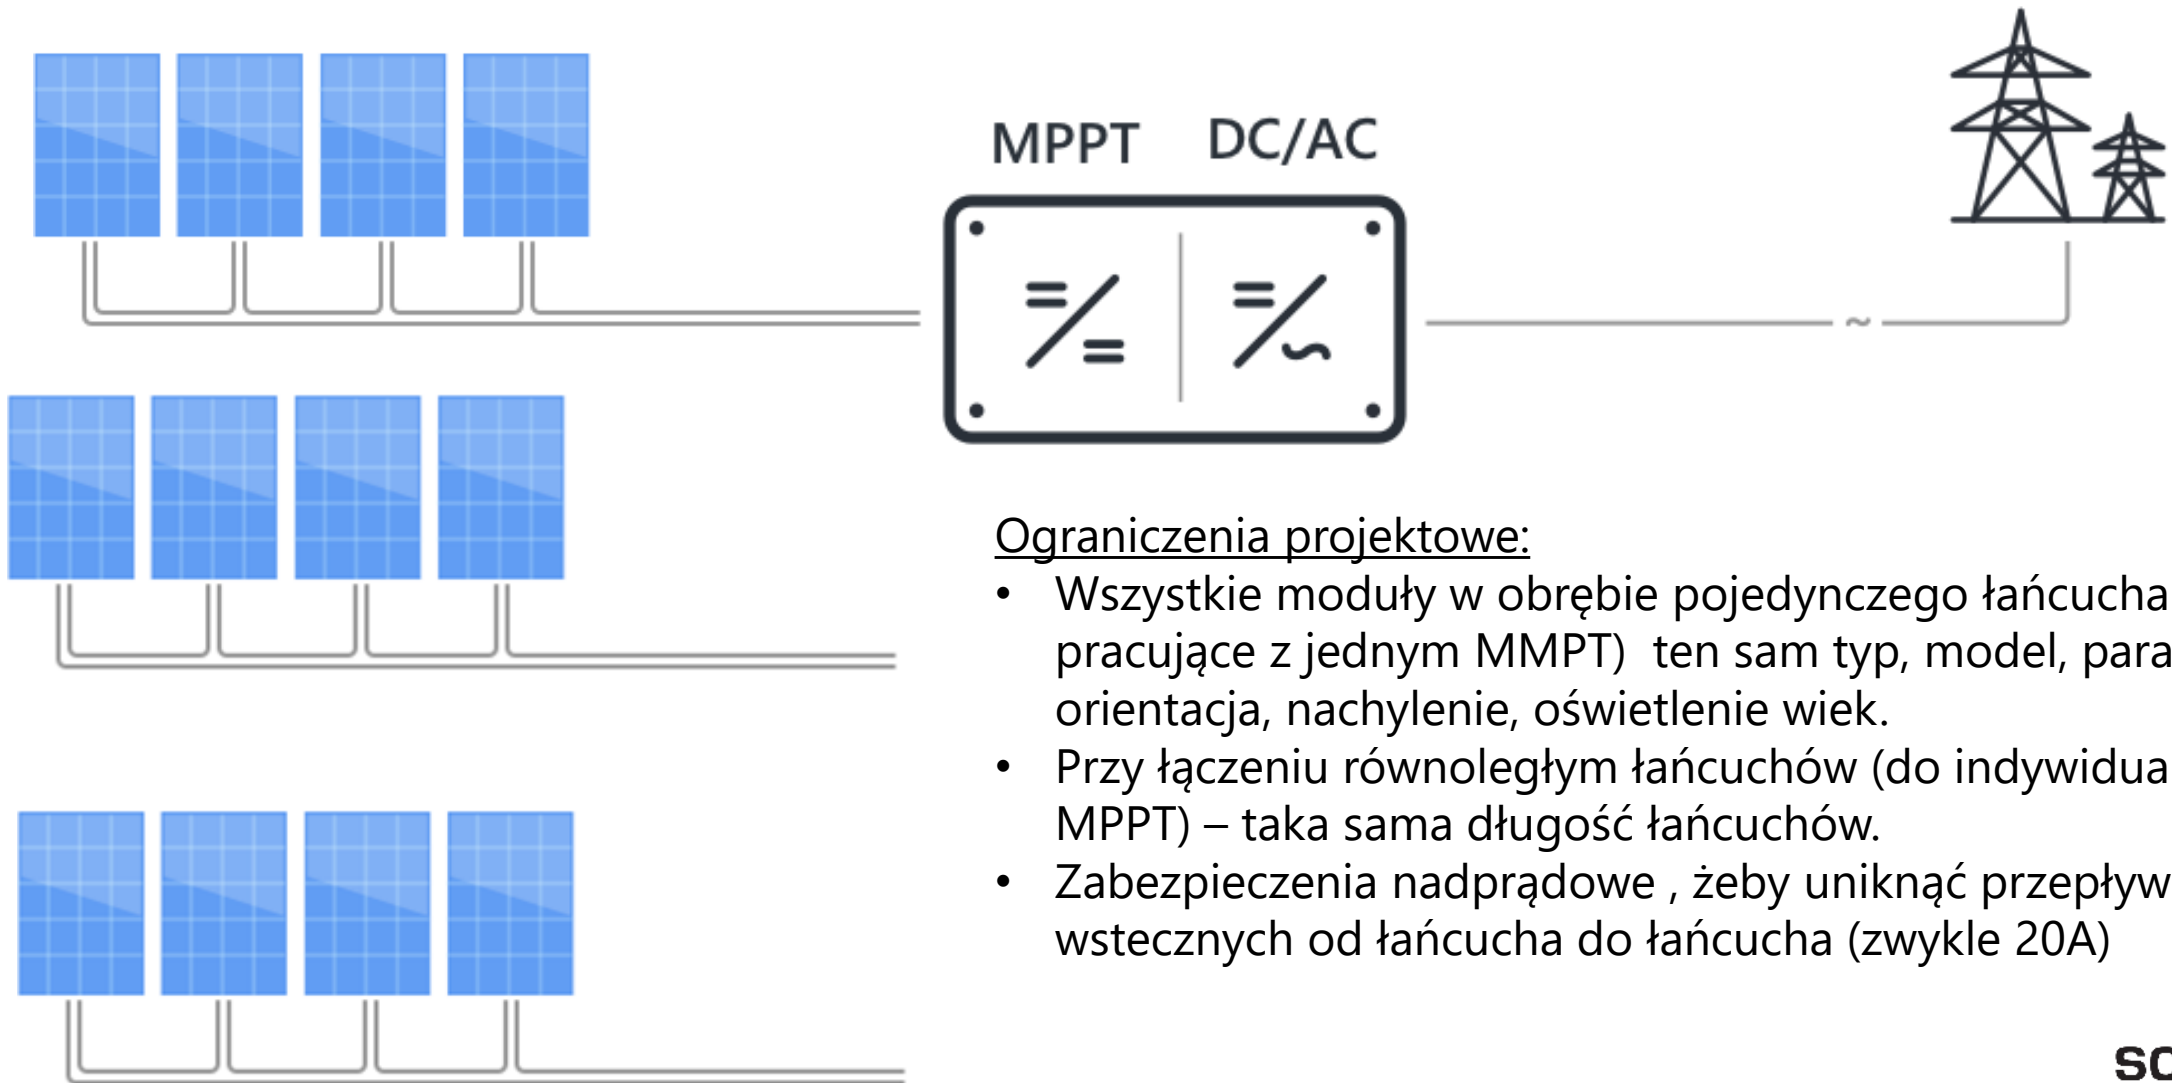 MPPT DC/AC
~
Ograniczenia projektowe:
• Wszystkie moduły w obrębie pojedynczego łańcucha
pracujące z jednym MMPT) ten sam typ, model, para
orientacja, nachylenie, oświetlenie wiek.
• Przy łączeniu równoległym łańcuchów (do indywidua
MPPT) – taka sama długość łańcuchów.
• Zabezpieczenia nadprądowe , żeby uniknąć przepływ
wstecznych od łańcucha do łańcucha (zwykle 20A)